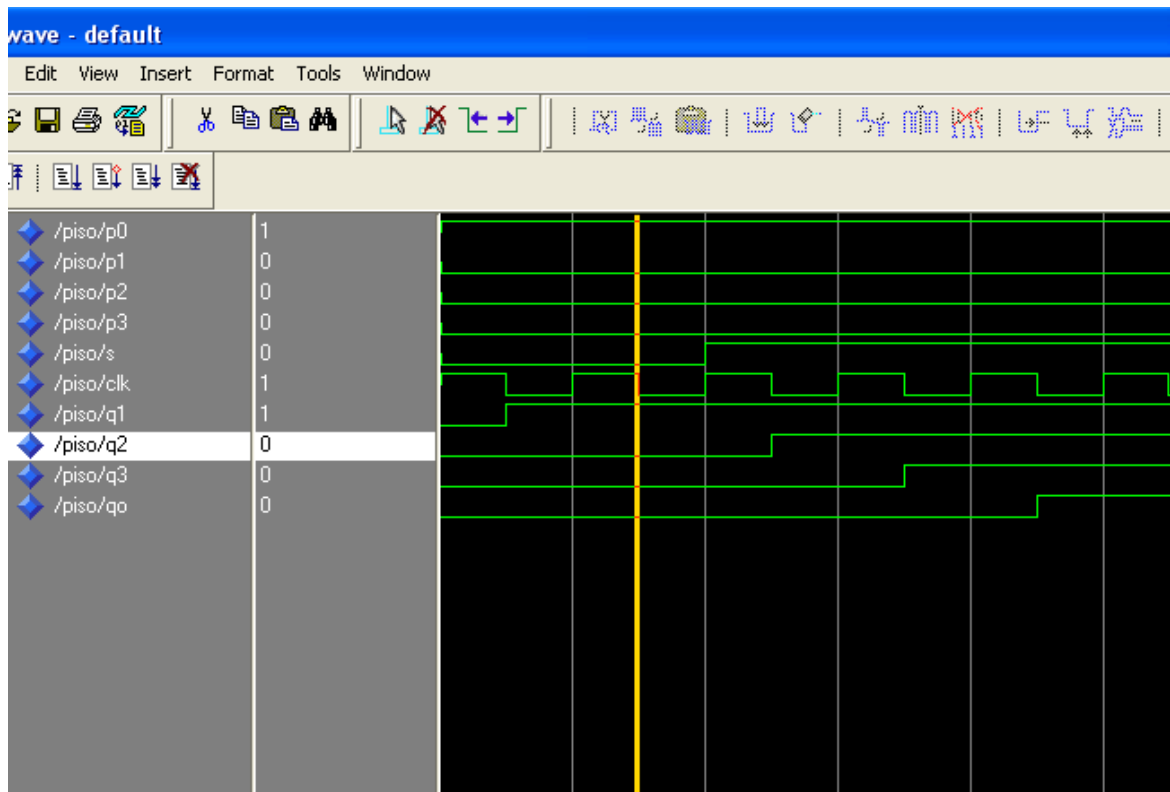 wave - default
Edit View Insert Format Tools Window
/piso/p0 1
/piso/p1 0
/piso/p2 0
/piso/p3 0
/piso/s 0
/piso/clk 1
/piso/q1 1
/piso/q2 0
/piso/q3 0
/piso/qo 0